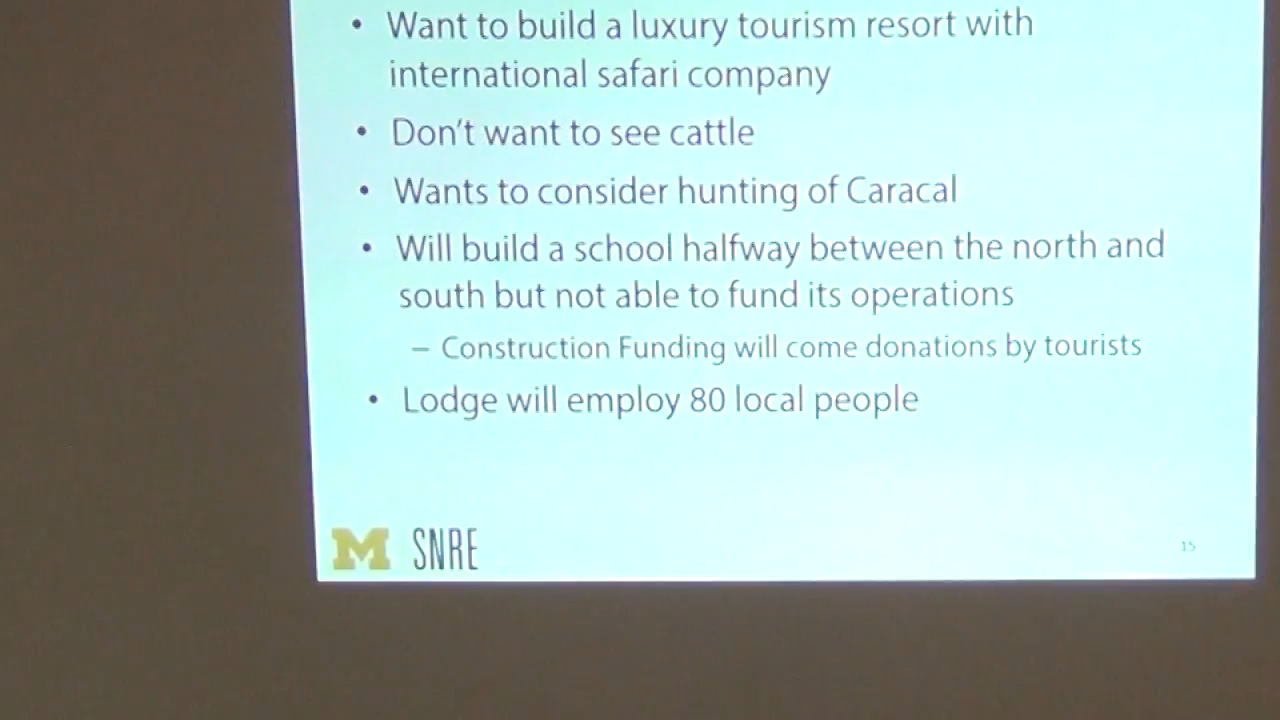 • Want to build a luxury tourism resort with
international safari company
• Don't want to see cattle
• Wants to consider hunting of Caracal
• Will build a school halfway between the north and
south but not able to fund its operations
– Construction Funding will come donations by tourists
• Lodge will employ 80 local people
M SNRE
15